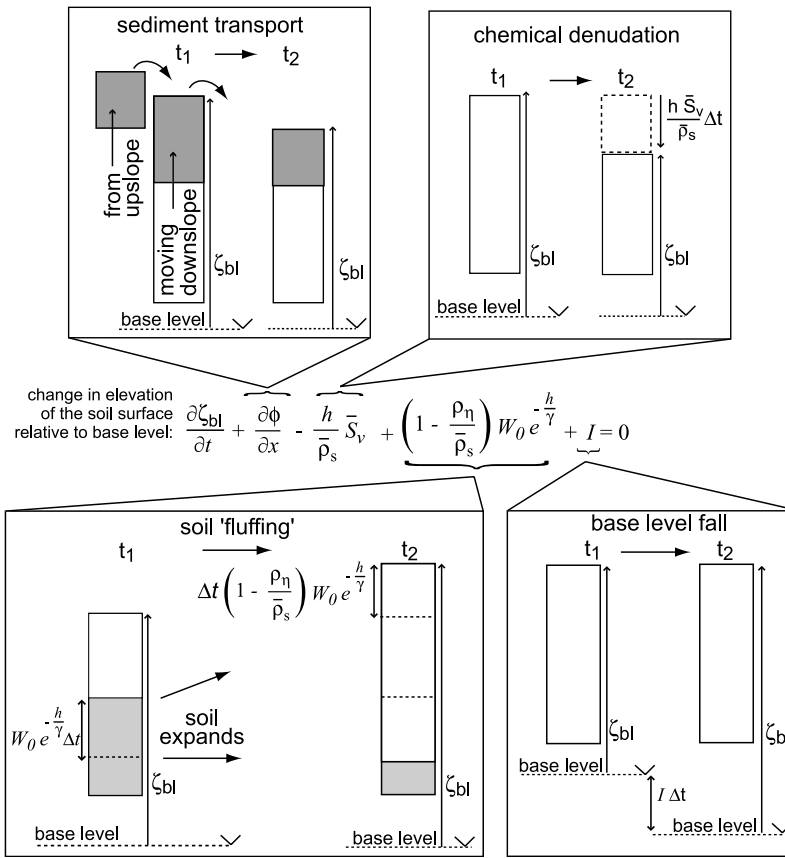 sediment transport
t₁ t₂
from upslope
moving downslope
ζbl
ζbl
base level
chemical denudation
t₁ t₂
h S̄ᵥ / ρ̄ₛ Δt
ζbl
ζbl
base level
change in elevation
of the soil surface
relative to base level: ∂ζbl/∂t + ∂ϕ/∂x - h/ρ̄ₛ S̄ᵥ + (1 - ρη/ρ̄ₛ) W₀ e^(-h/γ) + I = 0
soil 'fluffing'
t₁ t₂
Δt (1 - ρη/ρ̄ₛ) W₀ e^(-h/γ)
W₀ e^(-h/γ) Δt
soil
expands
ζbl
ζbl
base level
base level
base level fall
t₁ t₂
ζbl
ζb
base level
I Δt
base level